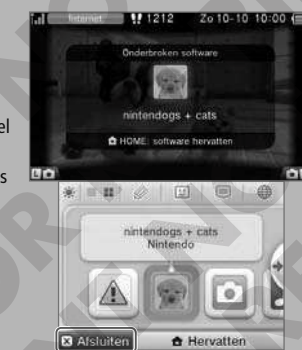 Internet 1212 Zo 10-10 10:00
Onderbroken software
nintendogs + cats
HOME: software hervatten
el
s
L
nintendogs + cats
Nintendo
X Afsluiten Hervatten